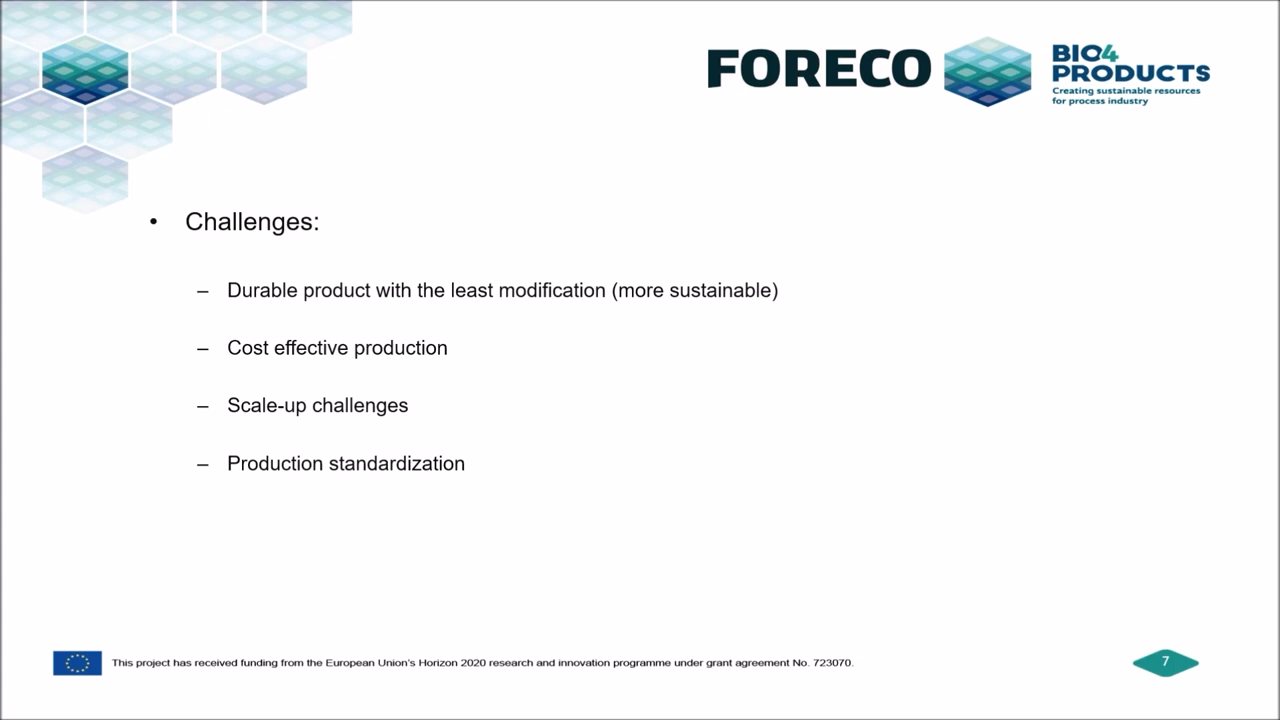 FORECO
BIO4
PRODUCTS
Creating sustainable resources
for process industry
• Challenges:
– Durable product with the least modification (more sustainable)
– Cost effective production
– Scale-up challenges
– Production standardization
This project has received funding from the European Union's Horizon 2020 research and innovation programme under grant agreement No. 723070.
7